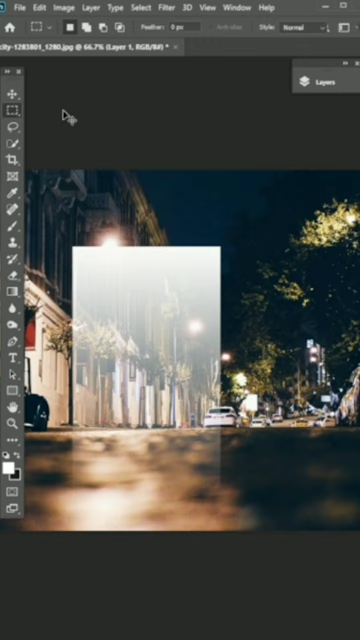 File Edit Image Layer Type Select Filter 3D View Window Help
Feather: 0 px Anti-alias Style: Normal
city-1283801_1280.jpg @ 66.7% (Layer 1, RGB/8#) * ×
Layers
T